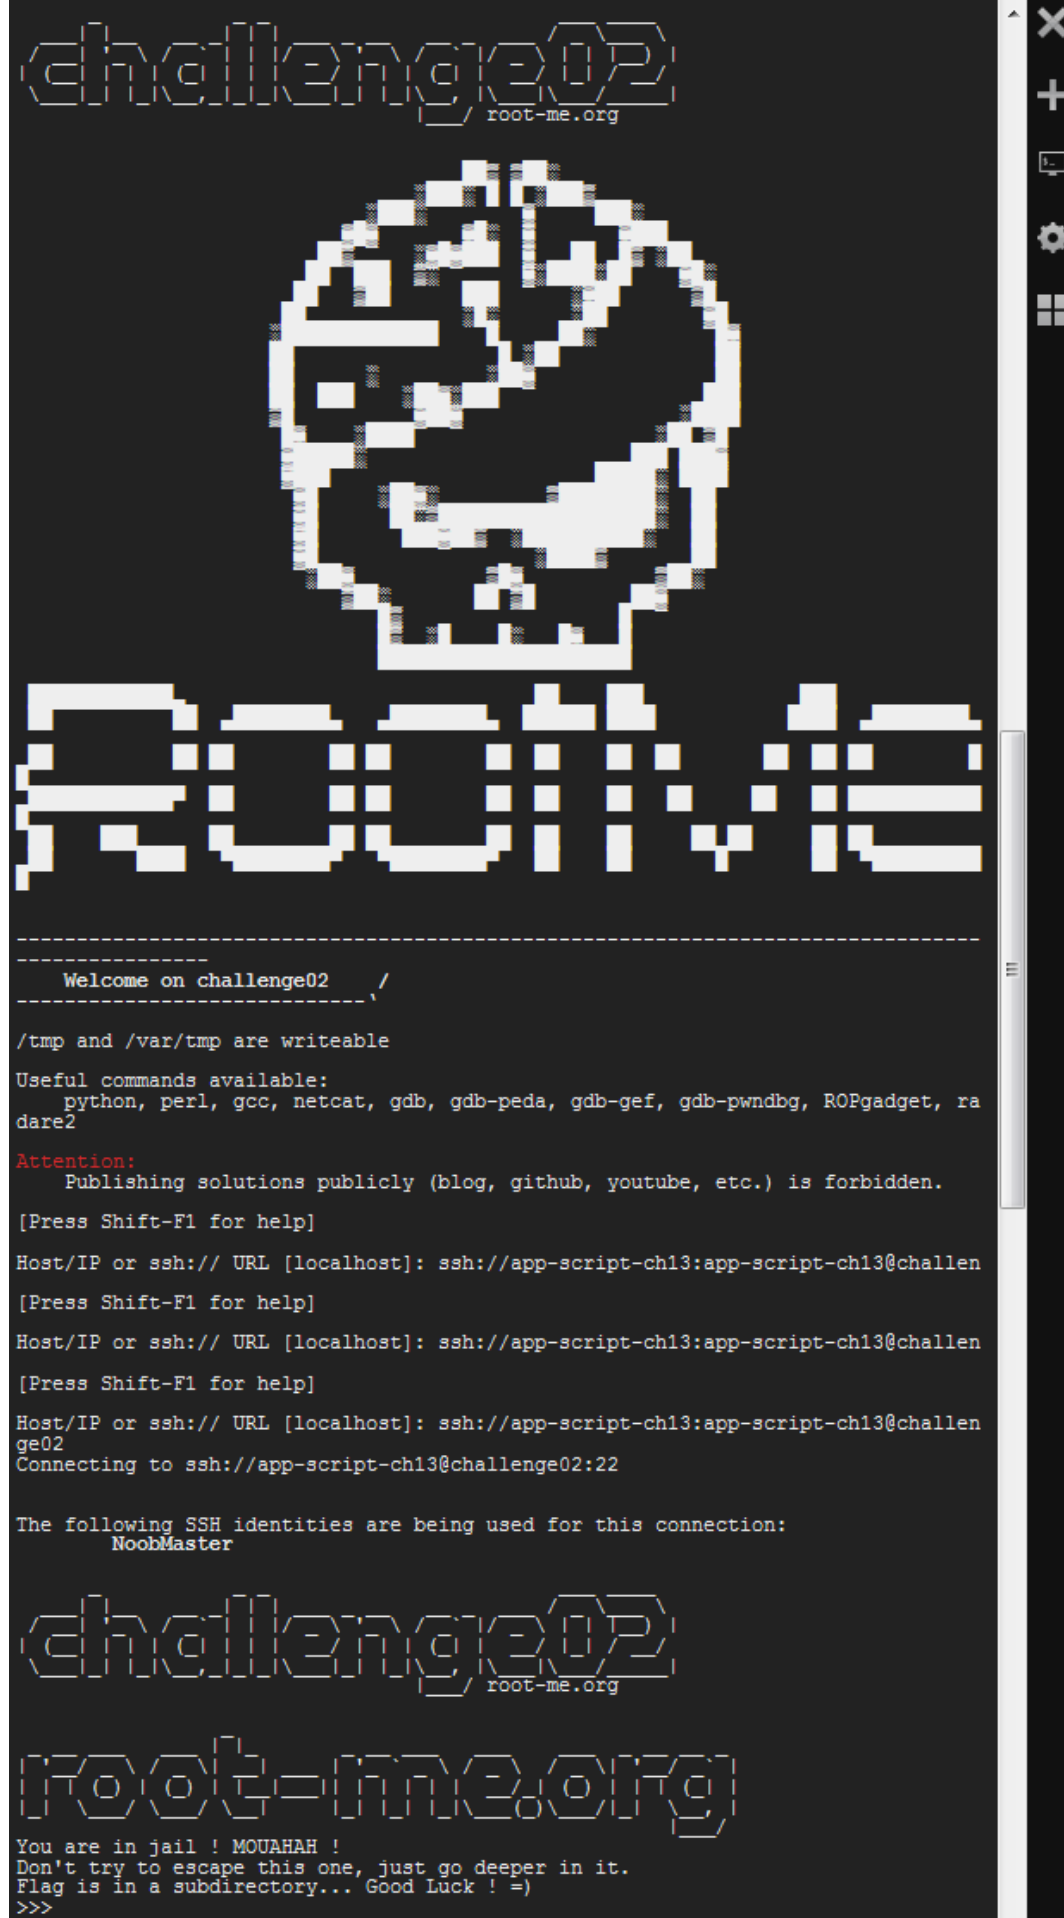 challenge02
root-me.org
RootMe
--------------------------------------------------------------------------------
----------------
Welcome on challenge02    /
-----------------------------‵
/tmp and /var/tmp are writeable
Useful commands available:
python, perl, gcc, netcat, gdb, gdb-peda, gdb-gef, gdb-pwndbg, ROPgadget, ra
dare2
Attention:
Publishing solutions publicly (blog, github, youtube, etc.) is forbidden.
[Press Shift-F1 for help]
Host/IP or ssh:// URL [localhost]: ssh://app-script-ch13:app-script-ch13@challen
[Press Shift-F1 for help]
Host/IP or ssh:// URL [localhost]: ssh://app-script-ch13:app-script-ch13@challen
[Press Shift-F1 for help]
Host/IP or ssh:// URL [localhost]: ssh://app-script-ch13:app-script-ch13@challen
ge02
Connecting to ssh://app-script-ch13@challenge02:22
The following SSH identities are being used for this connection:
NoobMaster
challenge02
root-me.org
root-me.org
You are in jail ! MOUAHAH !
Don't try to escape this one, just go deeper in it.
Flag is in a subdirectory... Good Luck ! =)
>>>